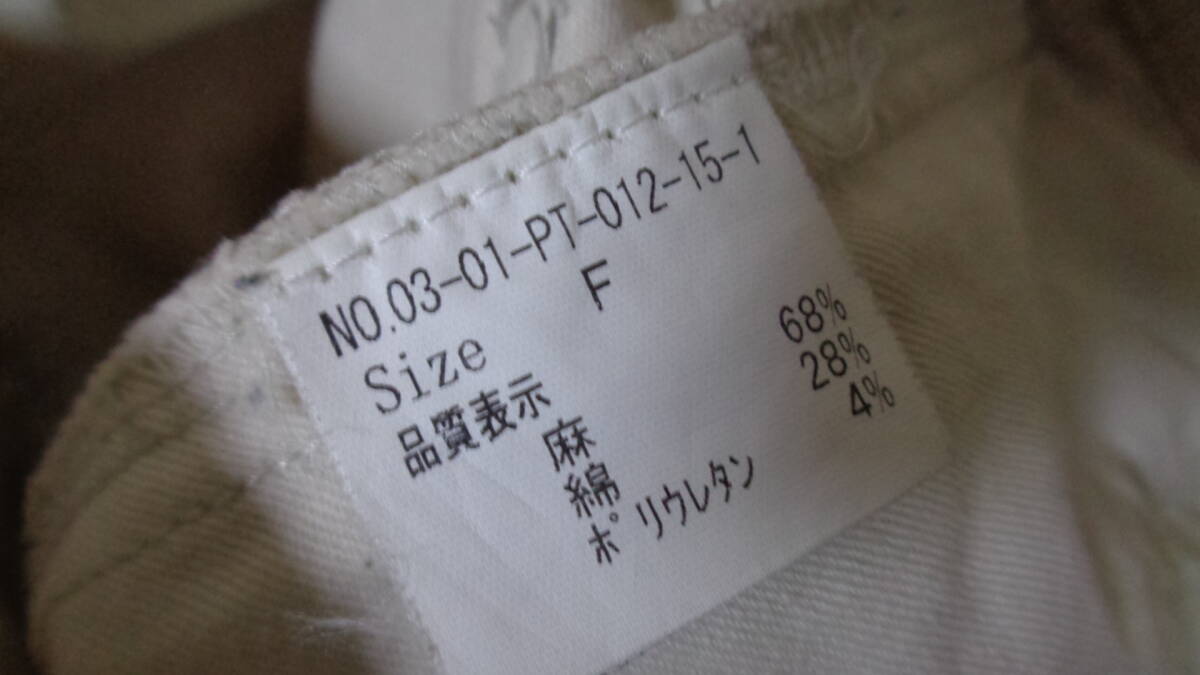 NO.03-01-PT-012-15-1
Size F
品質表示
麻 68%
綿 28%
ポリウレタン 4%